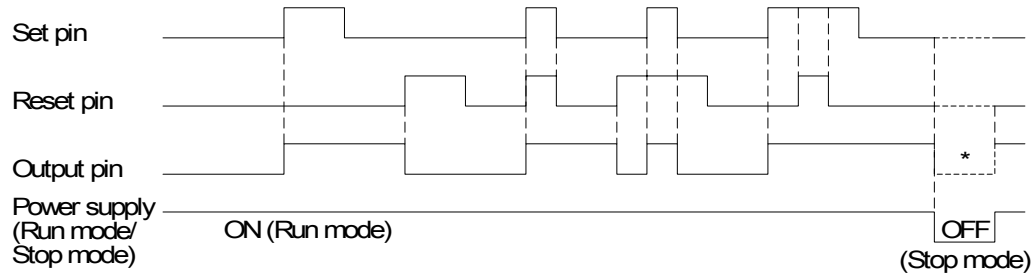 Set pin
Reset pin
Output pin
*
Power supply
(Run mode/
Stop mode)
ON (Run mode)
OFF
(Stop mode)